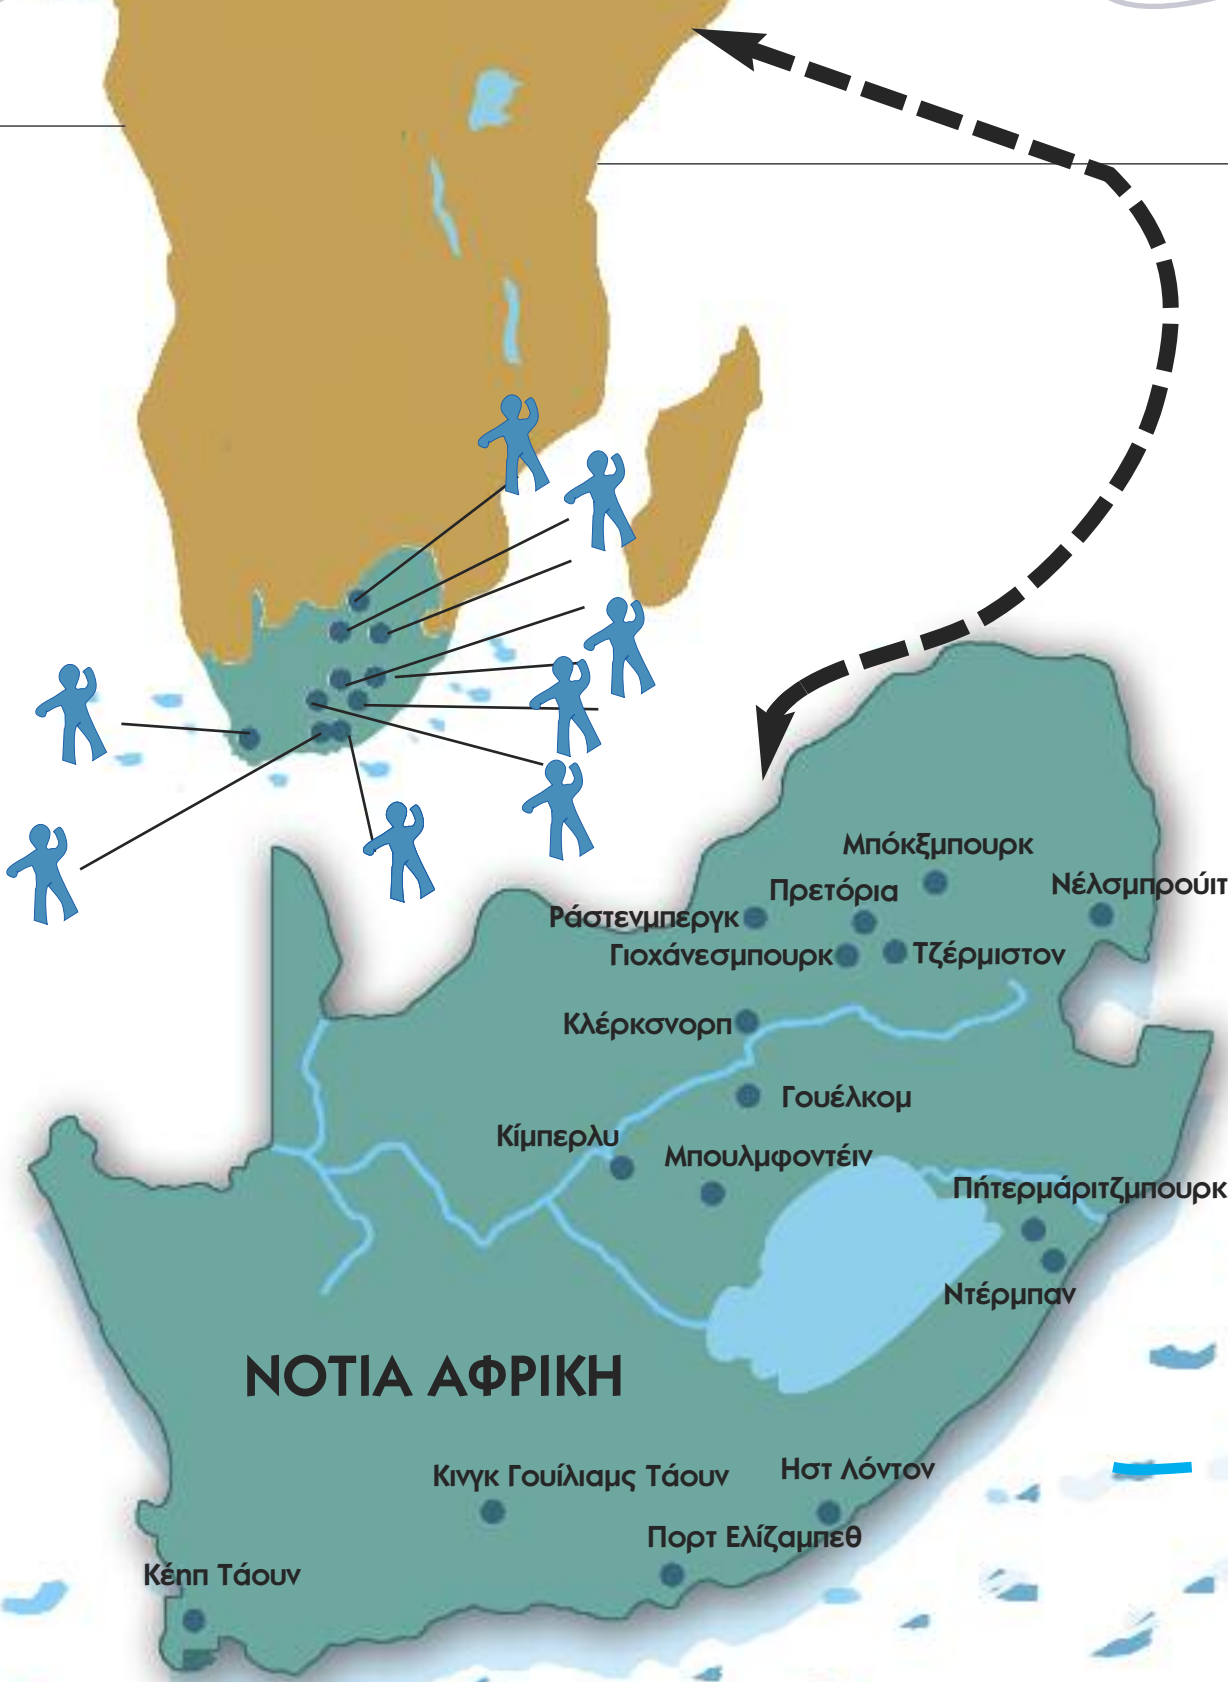 Μπόκξμπουρκ
Πρετόρια
Νέλσμπρούιτ
Ράστενμπεργκ
Γιοχάνεσμπουρκ
Τζέρμιστον
Κλέρκσνορπ
Γουέλκομ
Κίμπερλυ
Μπουλμφοντέιν
Πήτερμάριτζμπουρκ
Ντέρμπαν
ΝΟΤΙΑ ΑΦΡΙΚΗ
Κινγκ Γουίλιαμς Τάουν
Ηστ Λόντον
Πορτ Ελίζαμπεθ
Κέηπ Τάουν